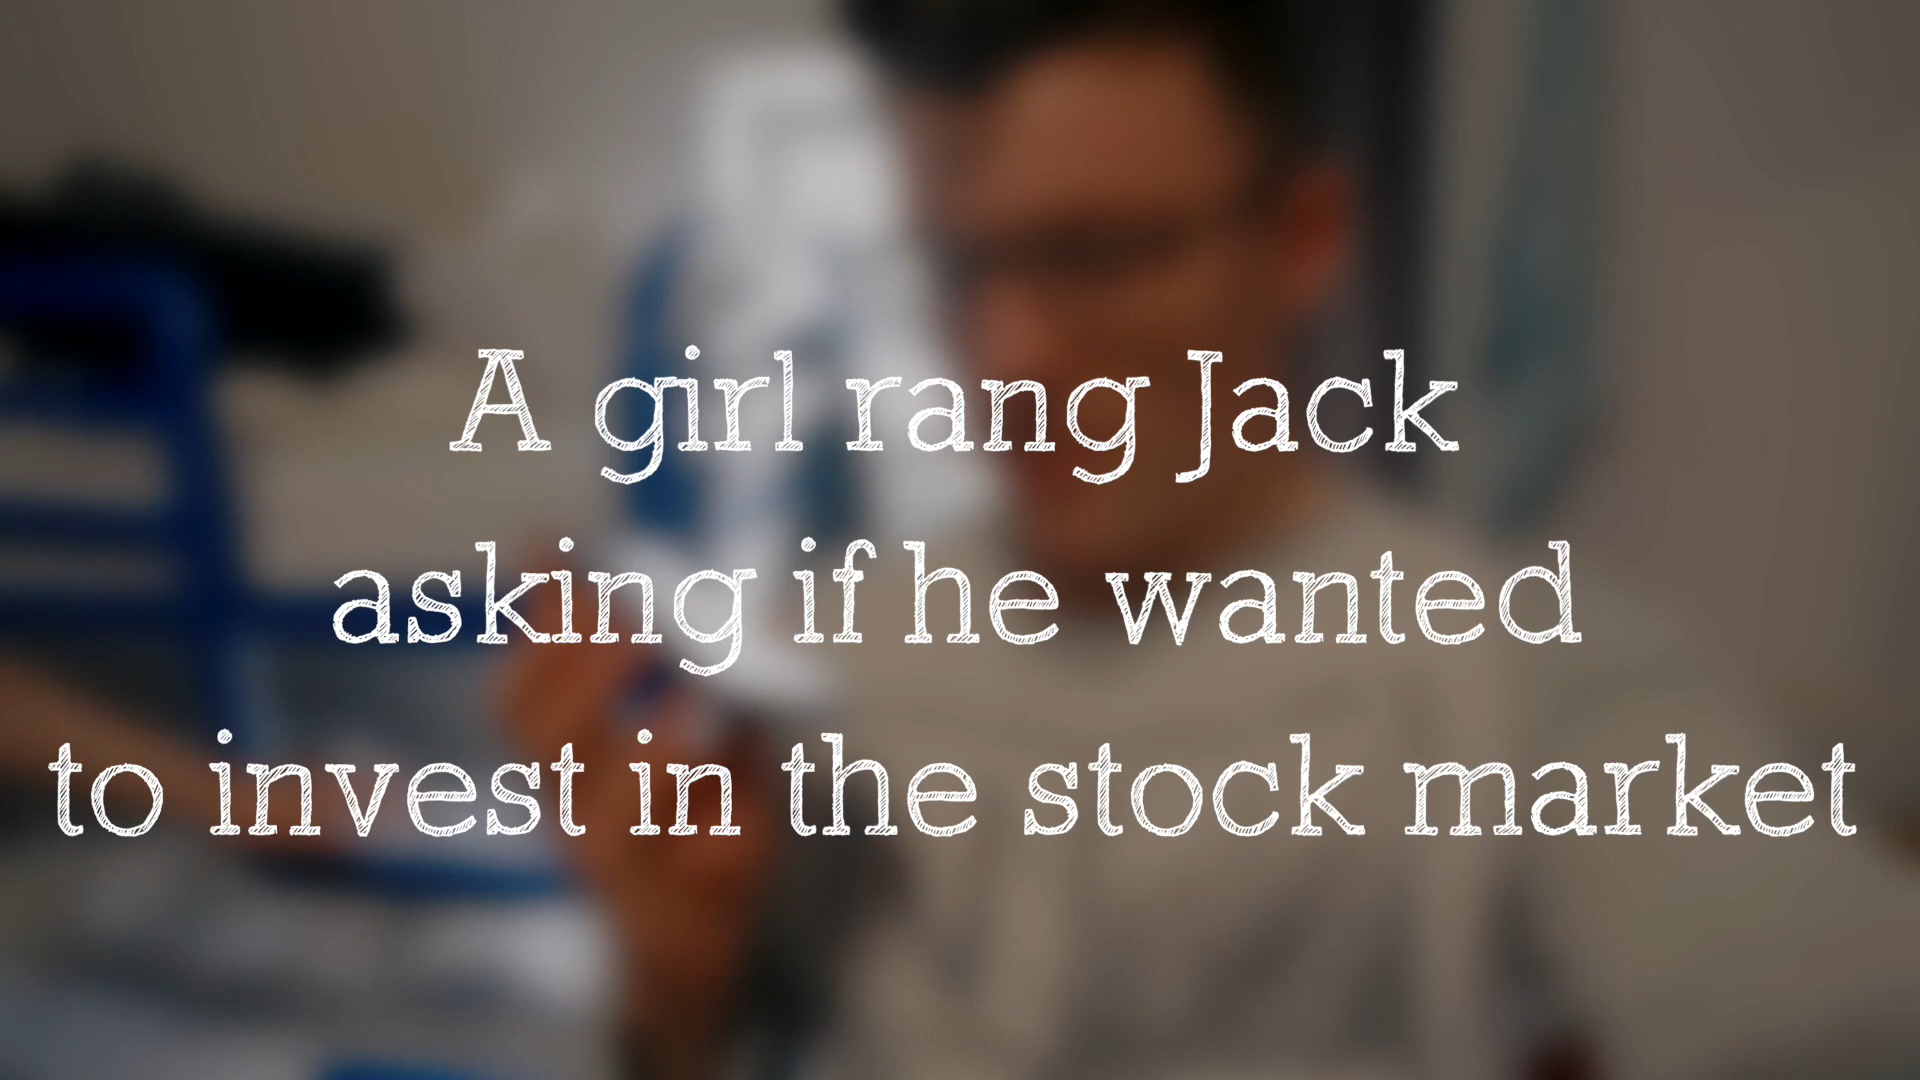 A girl rang Jack
asking if he wanted
to invest in the stock market